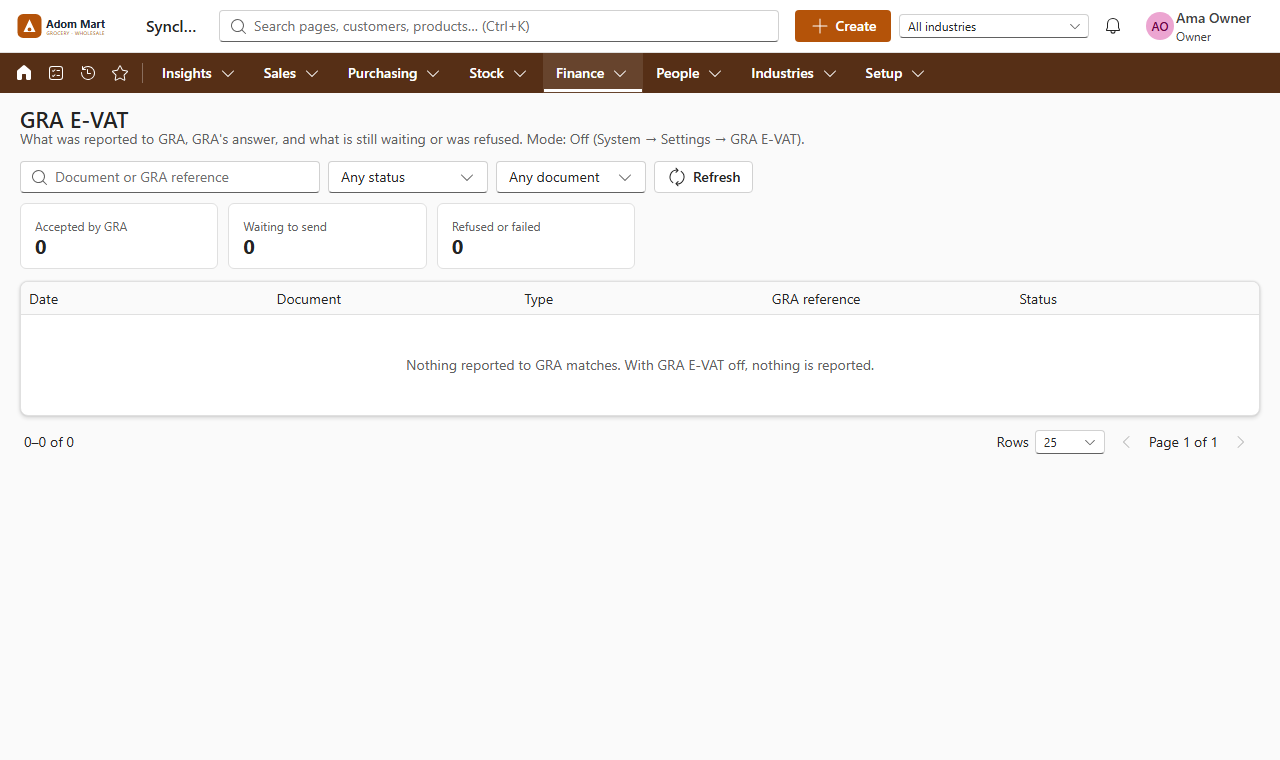 Adom Mart
GROCERY · WHOLESALE
Syncl...
Search pages, customers, products... (Ctrl+K)
Create
All industries
AO
Ama Owner
Owner
Insights
Sales
Purchasing
Stock
Finance
People
Industries
Setup
GRA E-VAT
What was reported to GRA, GRA's answer, and what is still waiting or was refused. Mode: Off (System → Settings → GRA E-VAT).
Document or GRA reference
Any status
Any document
Refresh
Accepted by GRA
0
Waiting to send
0
Refused or failed
0
Date Document Type GRA reference Status
Nothing reported to GRA matches. With GRA E-VAT off, nothing is reported.
0–0 of 0
Rows 25 Page 1 of 1